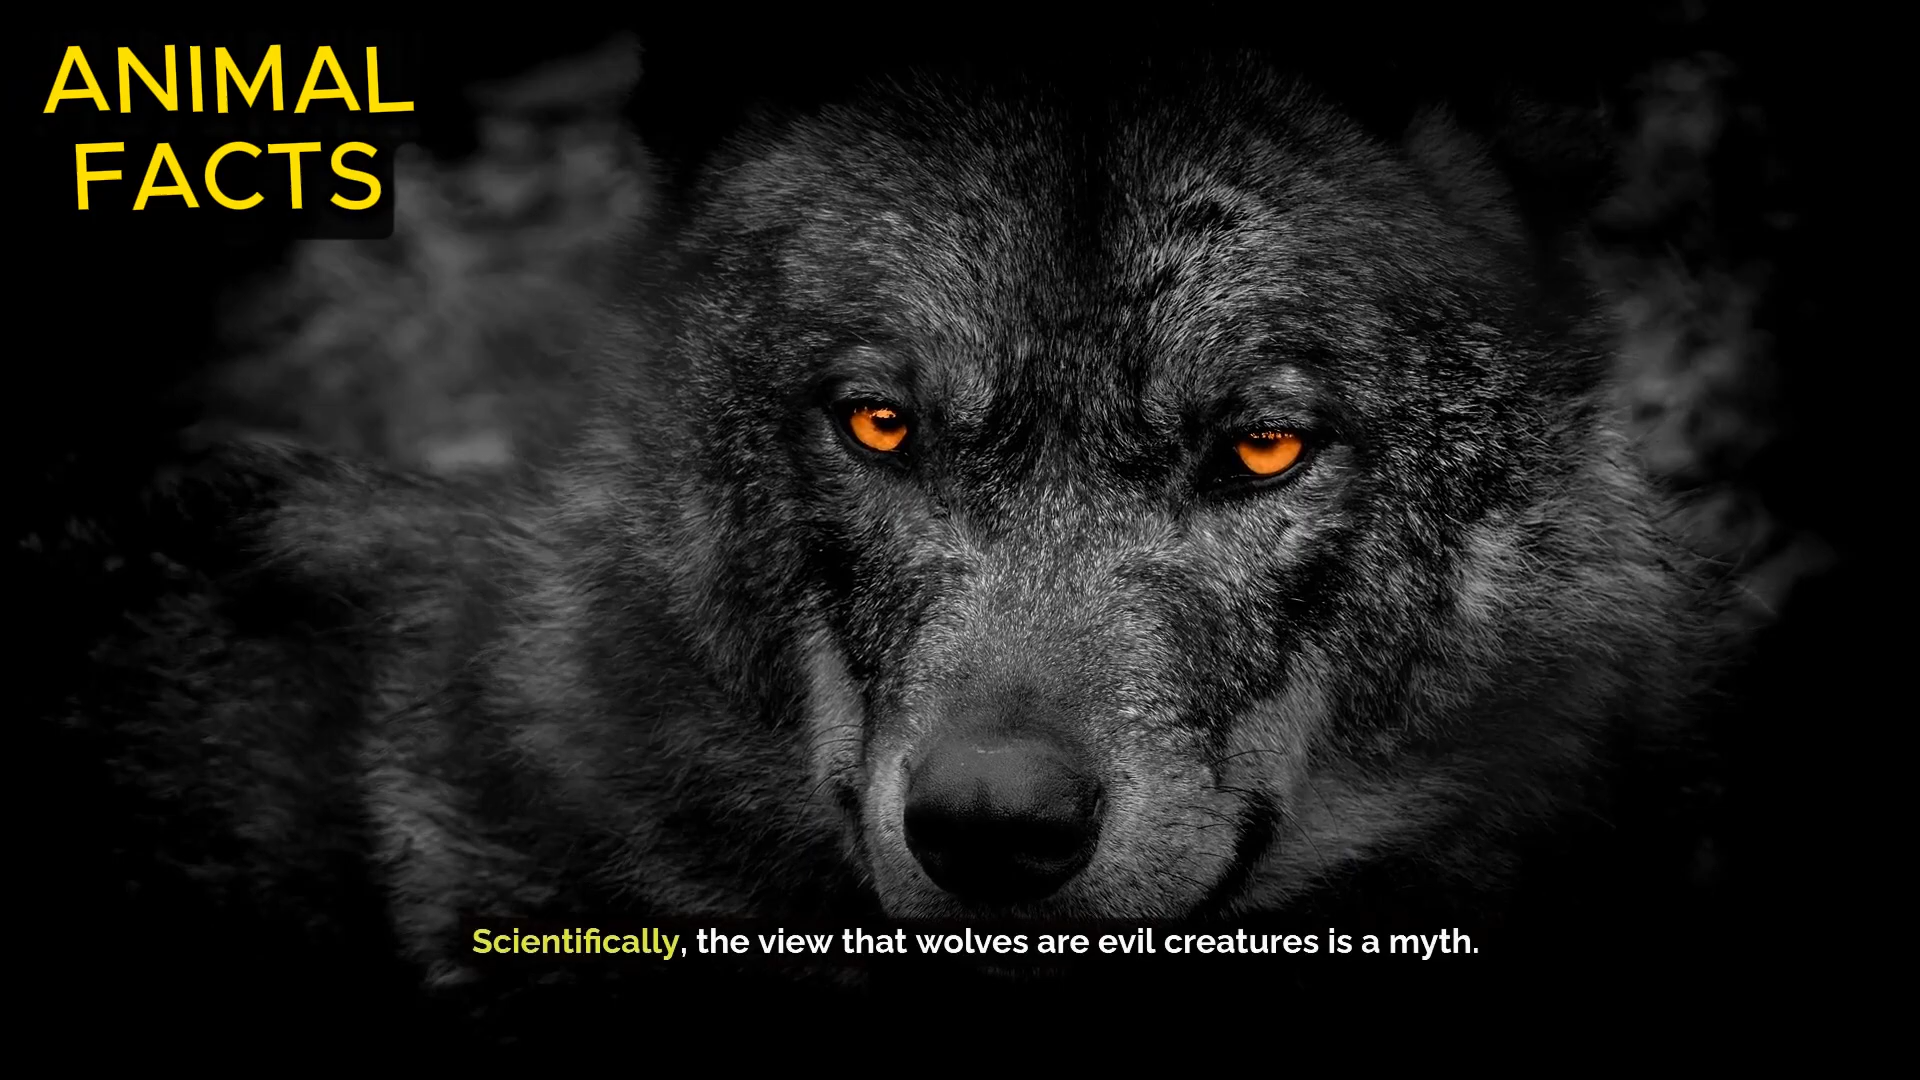 ANIMAL
FACTS
Scientifically, the view that wolves are evil creatures is a myth.